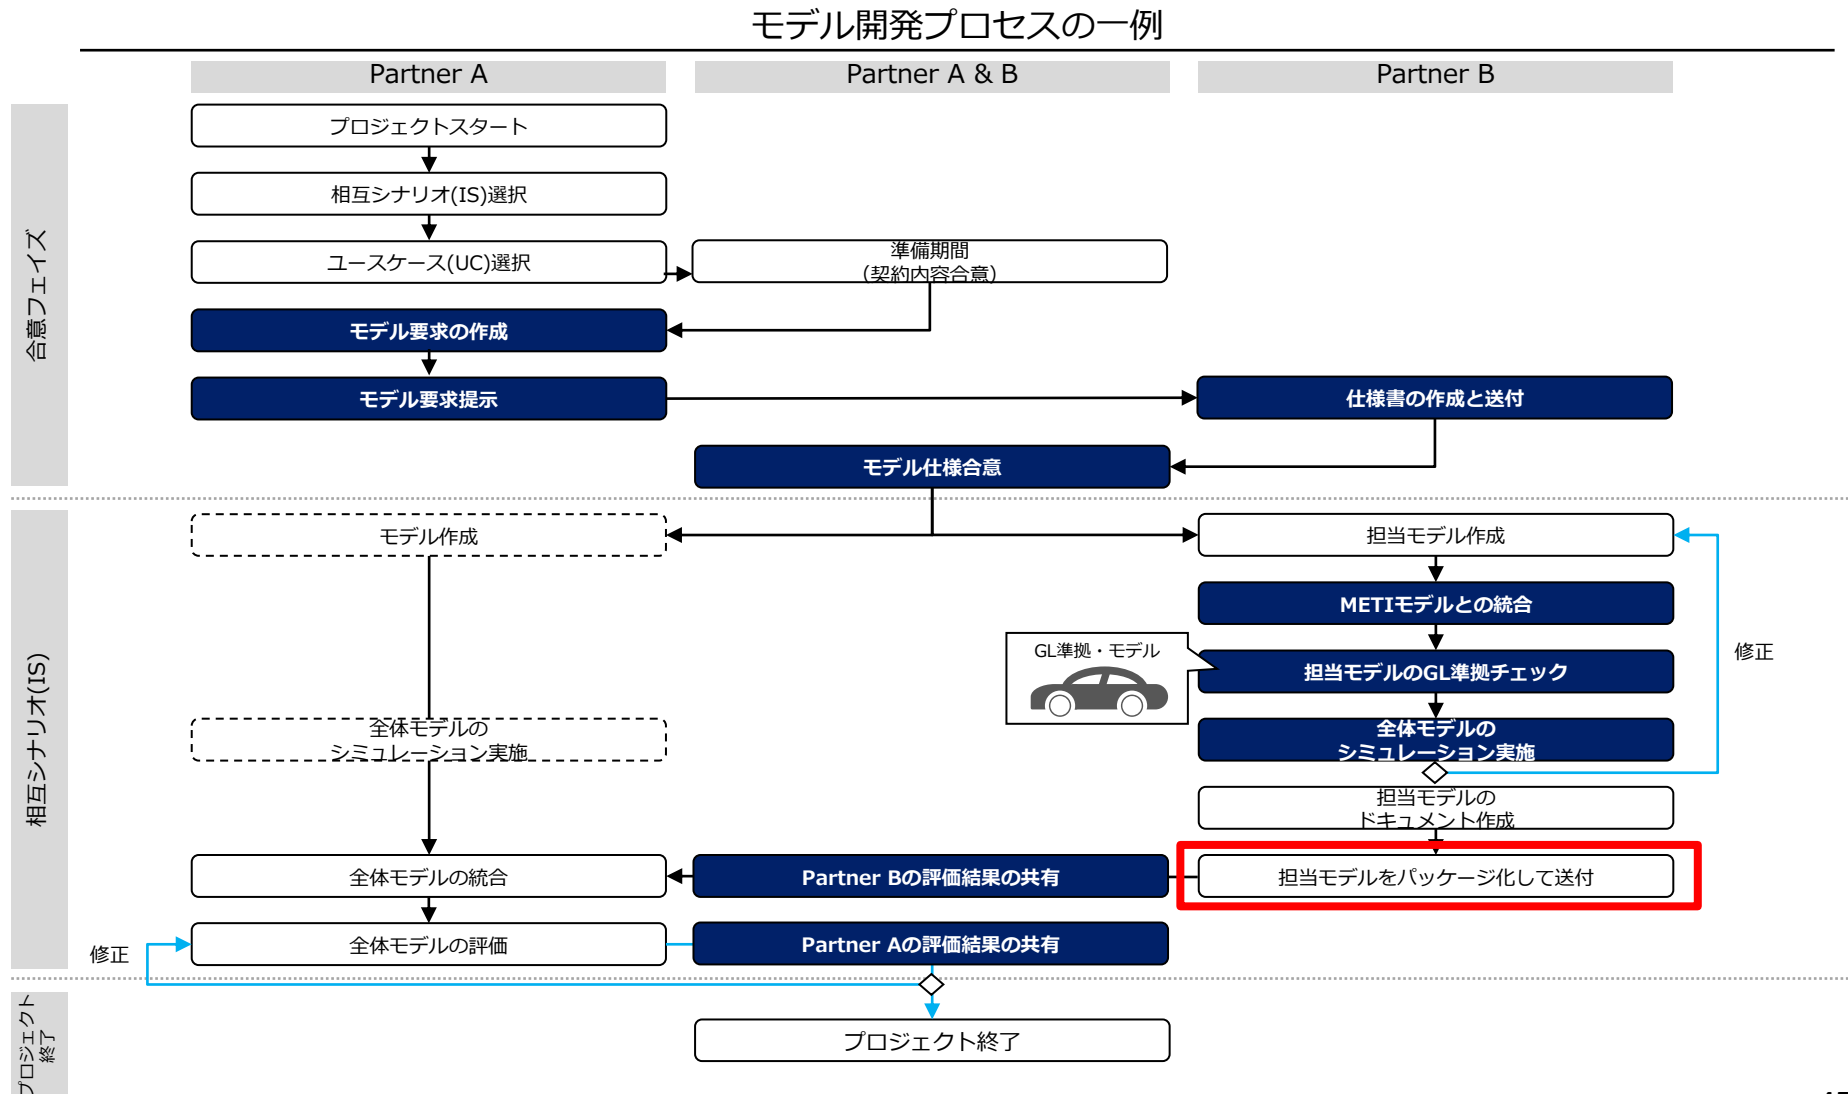 モデル開発プロセスの一例
Partner A
Partner A & B
Partner B
合意フェイズ
プロジェクトスタート
相互シナリオ(IS)選択
ユースケース(UC)選択
準備期間
（契約内容合意）
モデル要求の作成
モデル要求提示
仕様書の作成と送付
モデル仕様合意
相互シナリオ(IS)
モデル作成
担当モデル作成
METIモデルとの統合
修正
GL準拠・モデル
担当モデルのGL準拠チェック
全体モデルの
シミュレーション実施
全体モデルの
シミュレーション実施
担当モデルの
ドキュメント作成
全体モデルの統合
Partner Bの評価結果の共有
担当モデルをパッケージ化して送付
修正
全体モデルの評価
Partner Aの評価結果の共有
プロジェクト
終了
プロジェクト終了